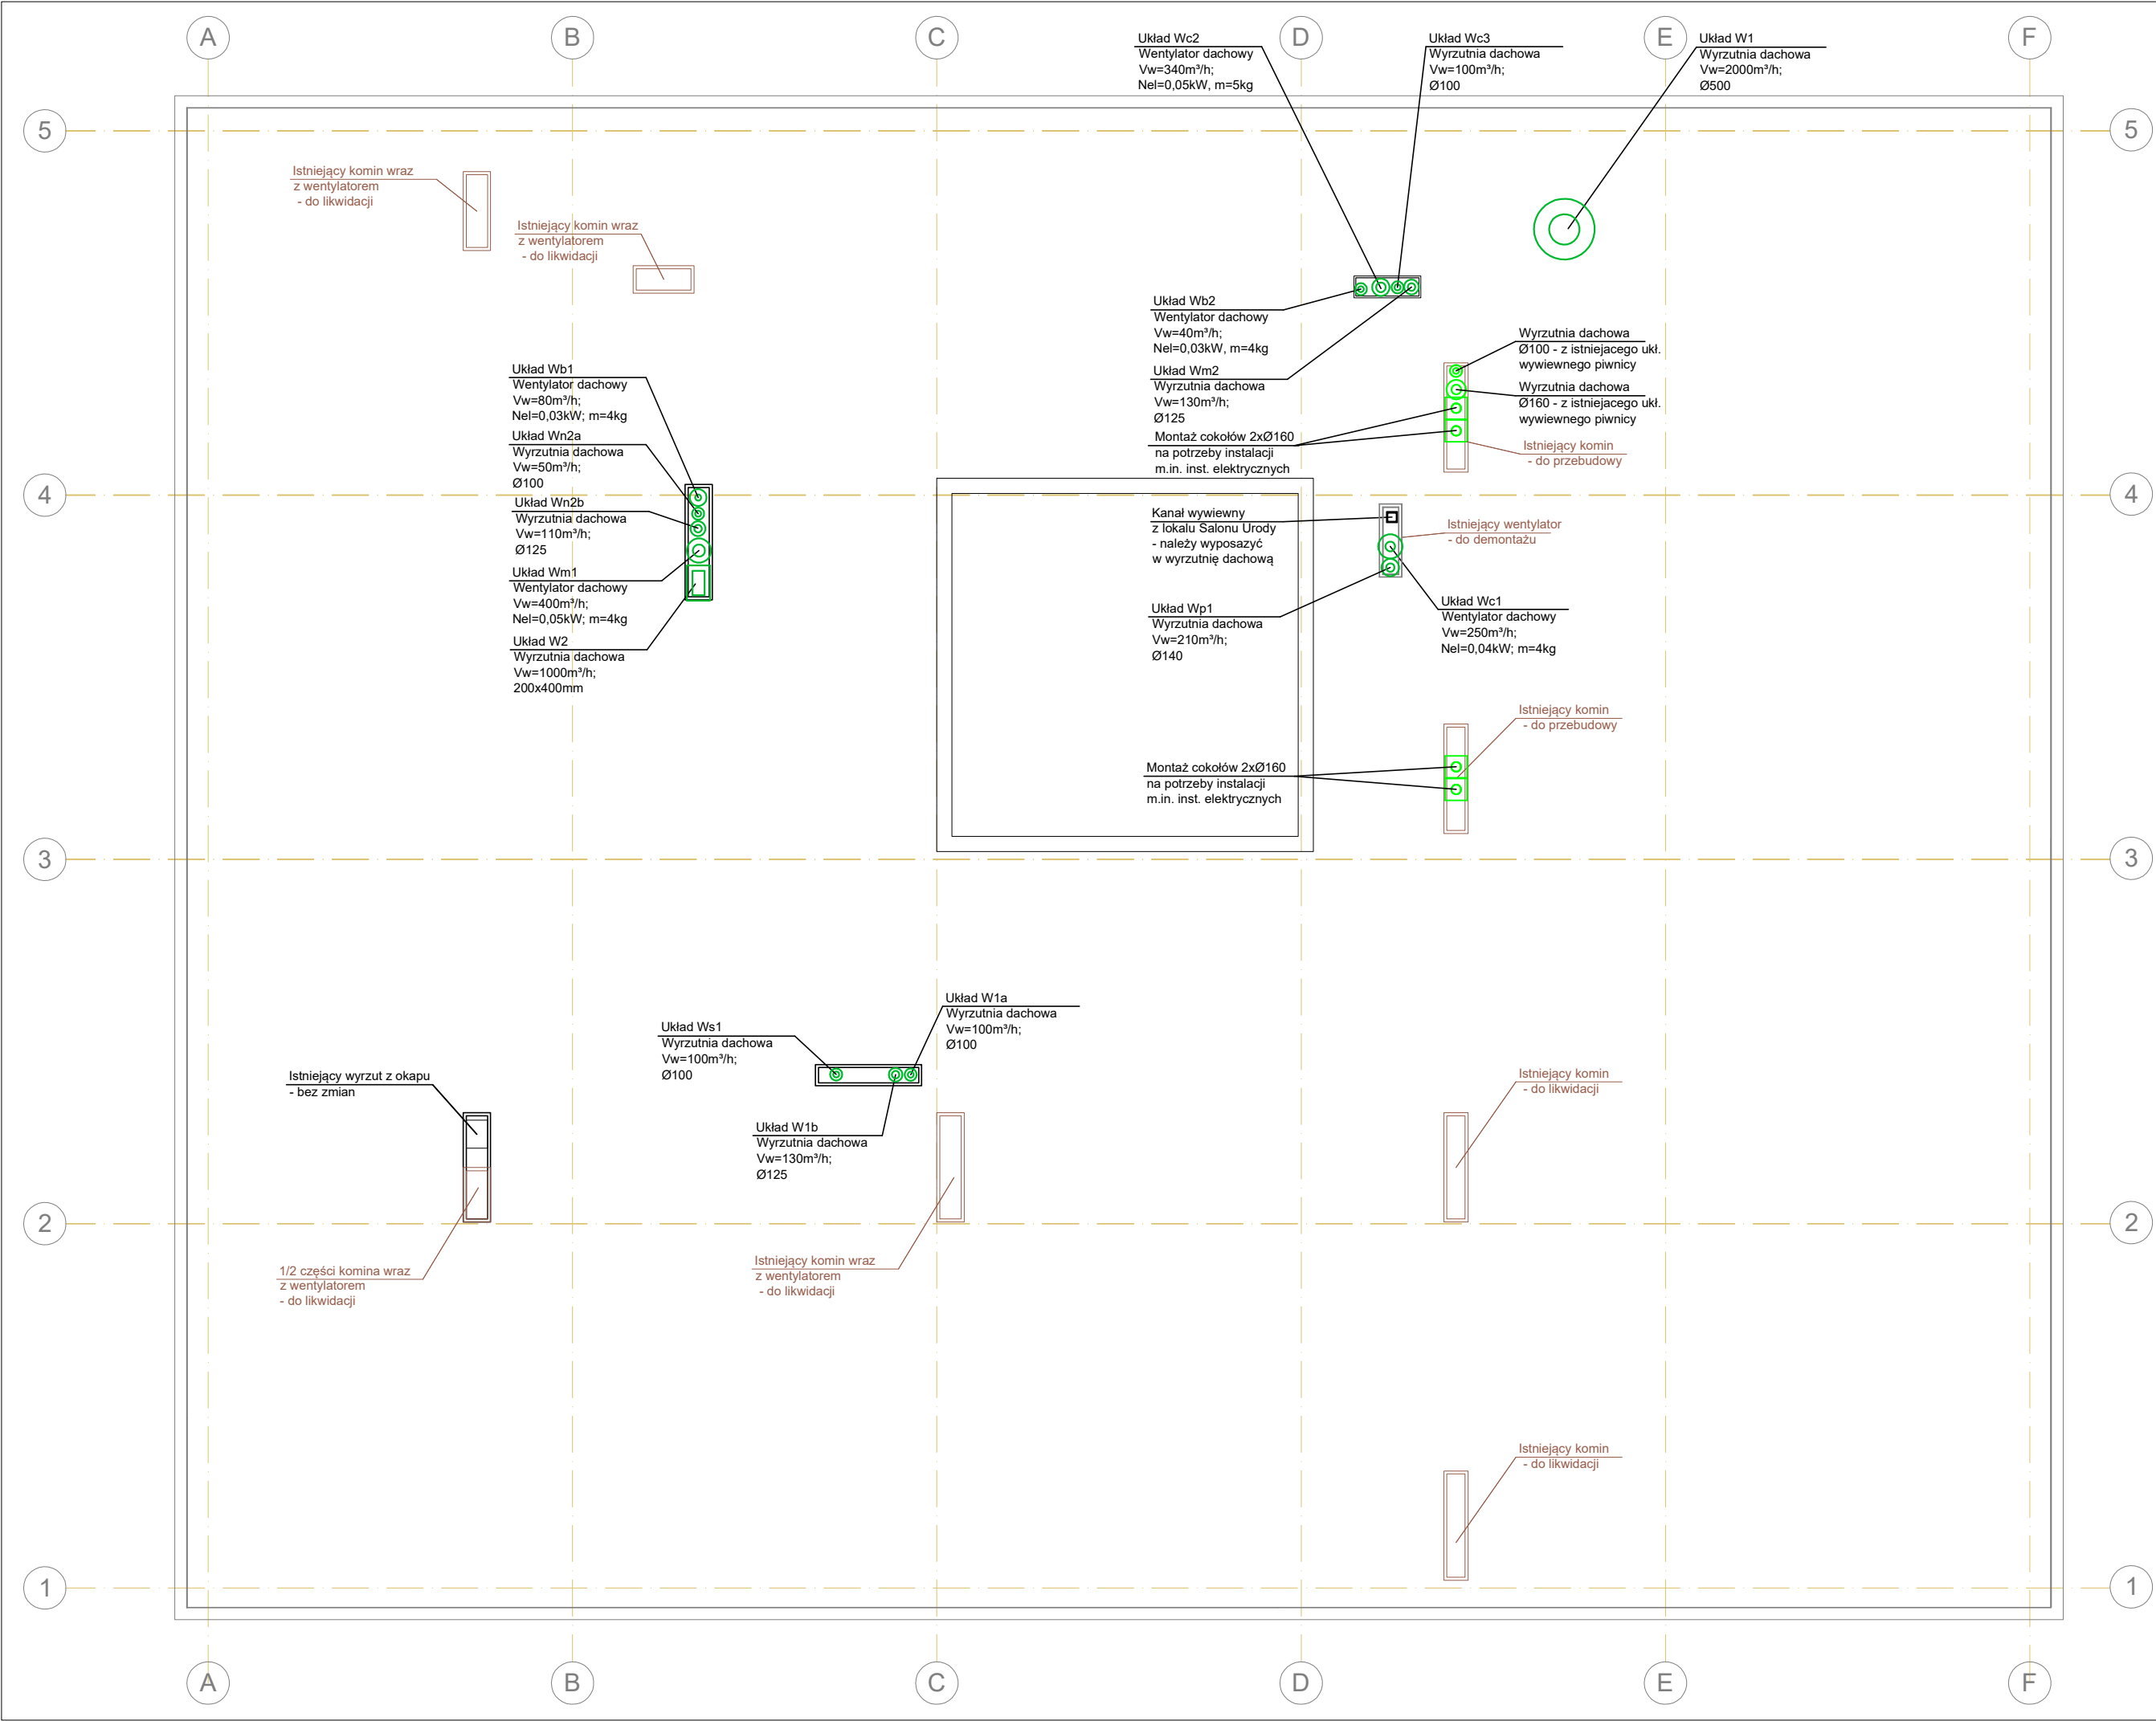 A
B
C
D
E
F
Układ Wc2
Wentylator dachowy
Vw=340m³/h;
Nel=0,05kW, m=5kg
Układ Wc3
Wyrzutnia dachowa
Vw=100m³/h;
Ø100
Układ W1
Wyrzutnia dachowa
Vw=2000m³/h;
Ø500
5
5
Istniejący komin wraz
z wentylatorem
- do likwidacji
Istniejący komin wraz
z wentylatorem
- do likwidacji
Układ Wb2
Wentylator dachowy
Vw=40m³/h;
Nel=0,03kW, m=4kg
Układ Wm2
Wyrzutnia dachowa
Vw=130m³/h;
Ø125
Montaż cokołów 2xØ160
na potrzeby instalacji
m.in. inst. elektrycznych
Wyrzutnia dachowa
Ø100 - z istniejacego ukł.
wywiewnego piwnicy
Wyrzutnia dachowa
Ø160 - z istniejacego ukł.
wywiewnego piwnicy
Istniejący komin
- do przebudowy
Układ Wb1
Wentylator dachowy
Vw=80m³/h;
Nel=0,03kW; m=4kg
Układ Wn2a
Wyrzutnia dachowa
Vw=50m³/h;
Ø100
Układ Wn2b
Wyrzutnia dachowa
Vw=110m³/h;
Ø125
Układ Wm1
Wentylator dachowy
Vw=400m³/h;
Nel=0,05kW; m=4kg
Układ W2
Wyrzutnia dachowa
Vw=1000m³/h;
200x400mm
4
4
Kanał wywiewny
z lokalu Salonu Urody
- należy wyposazyć
w wyrzutnię dachową
Istniejący wentylator
- do demontażu
Układ Wp1
Wyrzutnia dachowa
Vw=210m³/h;
Ø140
Układ Wc1
Wentylator dachowy
Vw=250m³/h;
Nel=0,04kW; m=4kg
Istniejący komin
- do przebudowy
Montaż cokołów 2xØ160
na potrzeby instalacji
m.in. inst. elektrycznych
3
3
Układ W1a
Wyrzutnia dachowa
Vw=100m³/h;
Ø100
Układ Ws1
Wyrzutnia dachowa
Vw=100m³/h;
Ø100
Istniejący wyrzut z okapu
- bez zmian
Układ W1b
Wyrzutnia dachowa
Vw=130m³/h;
Ø125
Istniejący komin
- do likwidacji
2
2
1/2 części komina wraz
z wentylatorem
- do likwidacji
Istniejący komin wraz
z wentylatorem
- do likwidacji
Istniejący komin
- do likwidacji
1
1
A
B
C
D
E
F